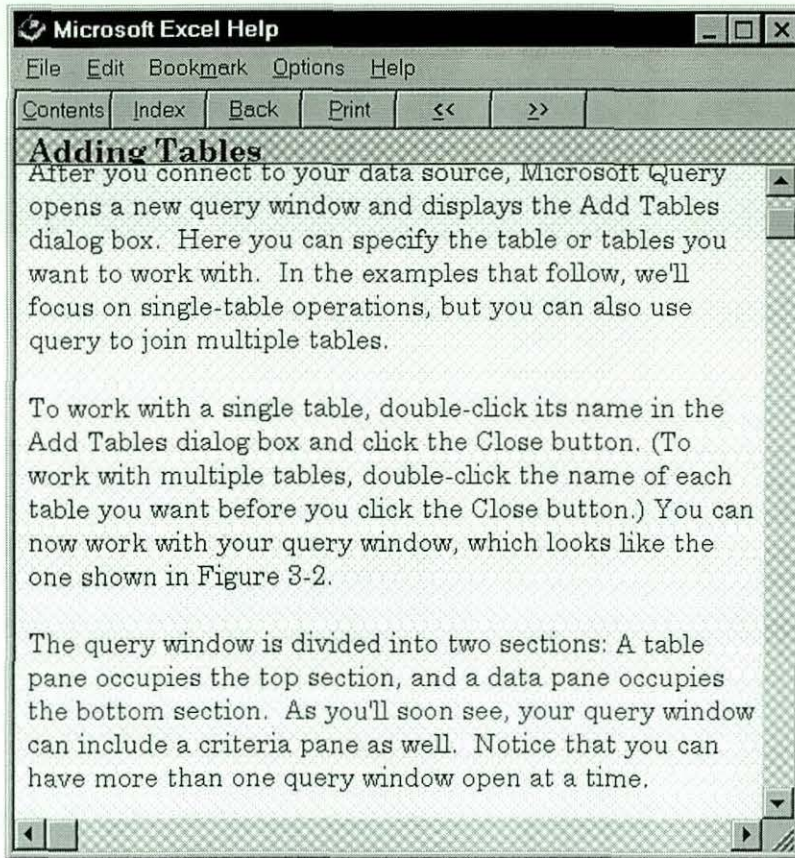 Microsoft Excel Help
File Edit Bookmark Options Help
Contents Index Back Print << >>
Adding Tables
After you connect to your data source, Microsoft Query
opens a new query window and displays the Add Tables
dialog box. Here you can specify the table or tables you
want to work with. In the examples that follow, we'll
focus on single-table operations, but you can also use
query to join multiple tables.
To work with a single table, double-click its name in the
Add Tables dialog box and click the Close button. (To
work with multiple tables, double-click the name of each
table you want before you click the Close button.) You can
now work with your query window, which looks like the
one shown in Figure 3-2.
The query window is divided into two sections: A table
pane occupies the top section, and a data pane occupies
the bottom section. As you'll soon see, your query window
can include a criteria pane as well. Notice that you can
have more than one query window open at a time.